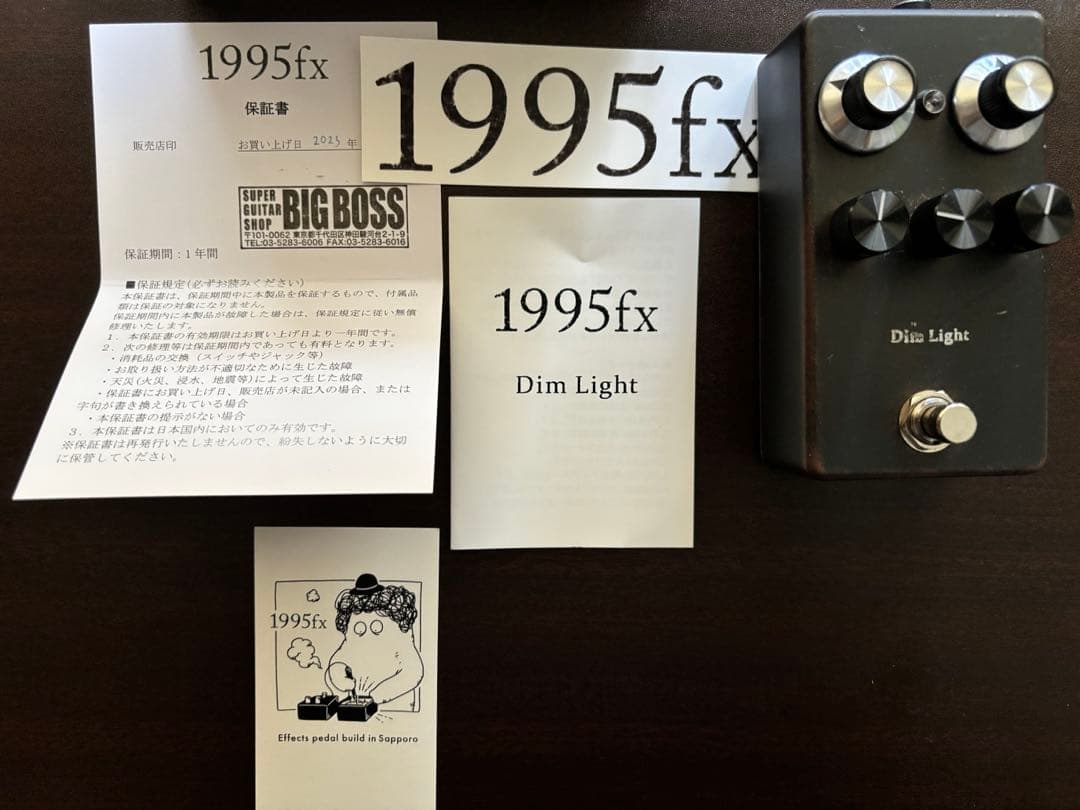 1995fx
保証書
販売店印
お買い上げ日 2023 年
SUPER
GUITAR
SHOP
BIG BOSS
〒101-0062 東京都千代田区神田駿河台2-1-9
TEL:03-5283-6006 FAX:03-5283-6016
保証期間：1年間
■保証規定(必ずお読みください)
本保証書は、保証期間中に本製品を保証するもので、付属品
類は保証の対象になりません。
保証期間内に本製品が故障した場合は、保証規定に従い無償
修理いたします。
1．本保証書の有効期限はお買い上げ日より一年間です。
2．次の修理等は保証期間内であっても有料となります。
・消耗品の交換（スイッチやジャック等）
・お取り扱い方法が不適切なために生じた故障
・天災(火災、浸水、地震等)によって生じた故障
・保証書にお買い上げ日、販売店が未記入の場合、または
字句が書き換えられている場合
・本保証書の提示がない場合
3．本保証書は日本国内においてのみ有効です。
※保証書は再発行いたしませんので、紛失しないように大切
に保管してください。
1995fx
1995fx
Dim Light
Dim Light
1995fx
Effects pedal build in Sapporo